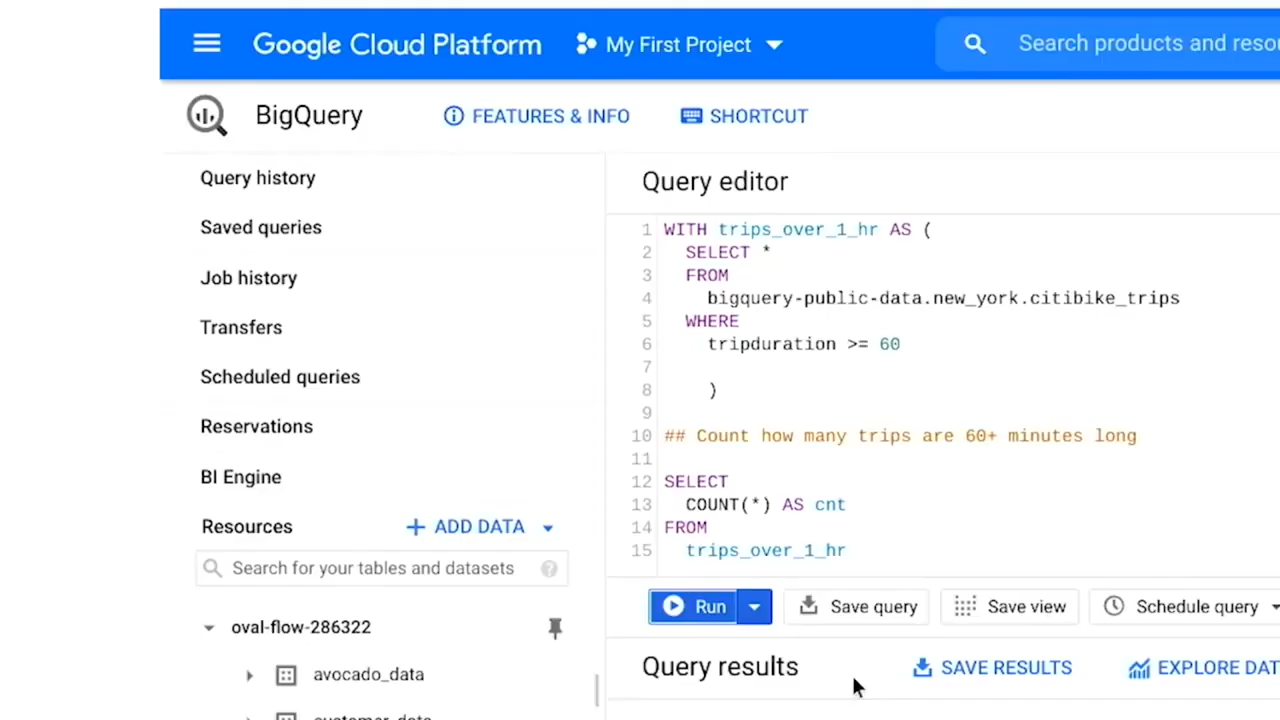 Google Cloud Platform My First Project Search products and reso
BigQuery FEATURES & INFO SHORTCUT
Query history
Saved queries
Job history
Transfers
Scheduled queries
Reservations
BI Engine
Resources + ADD DATA
Search for your tables and datasets ?
oval-flow-286322
avocado_data
customer_data
Query editor
1 WITH trips_over_1_hr AS (
2 SELECT *
3 FROM
4 bigquery-public-data.new_york.citibike_trips
5 WHERE
6 tripduration >= 60
7
8 )
9
10 ## Count how many trips are 60+ minutes long
11
12 SELECT
13 COUNT(*) AS cnt
14 FROM
15 trips_over_1_hr
Run Save query Save view Schedule query
Query results SAVE RESULTS EXPLORE DAT